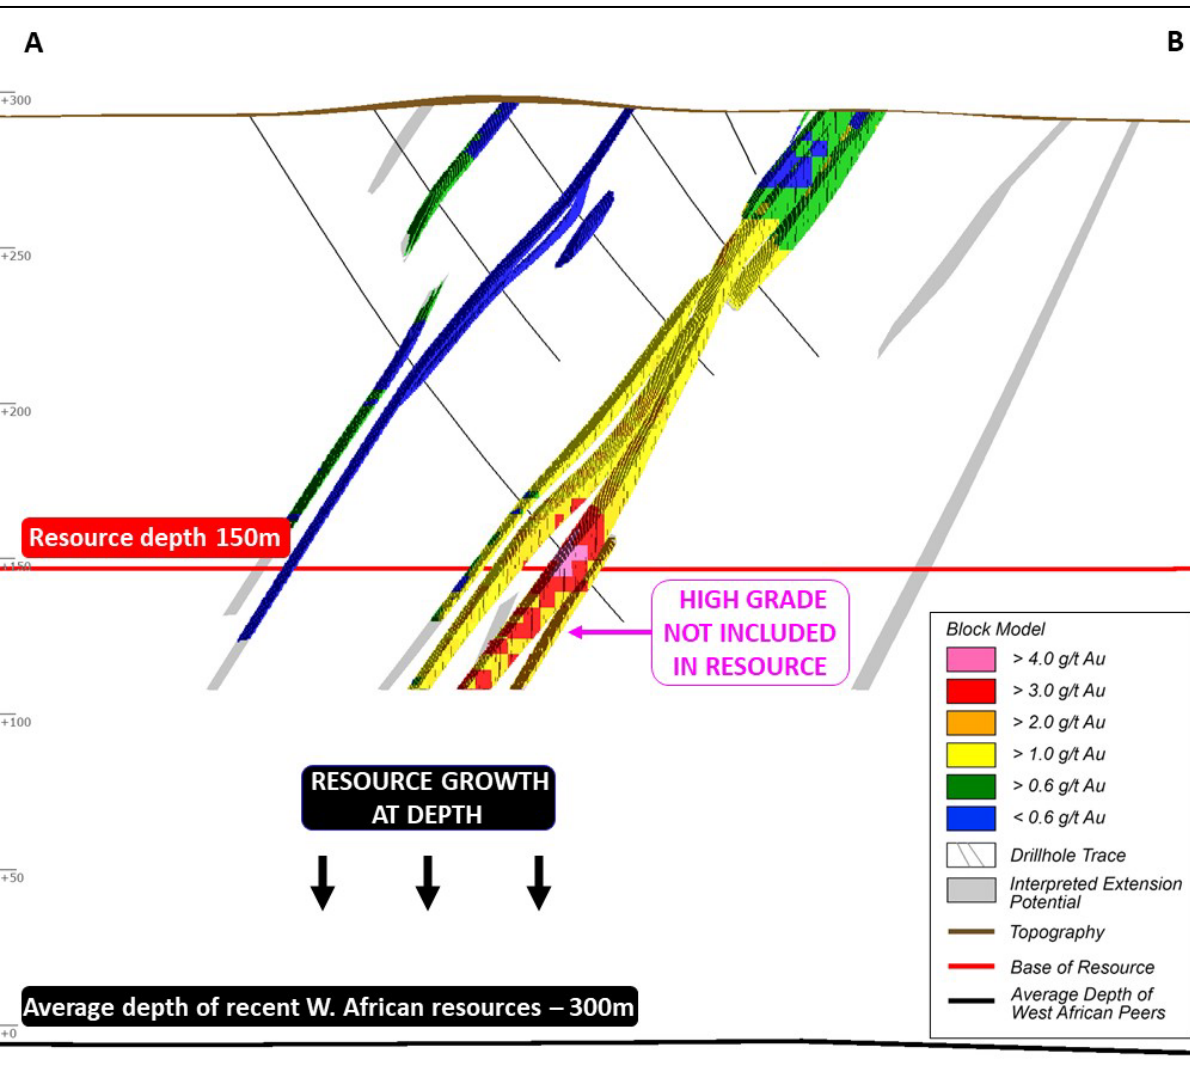 A
B
+300
+250
+200
Resource depth 150m
+150
HIGH GRADE
NOT INCLUDED
IN RESOURCE
+100
RESOURCE GROWTH
AT DEPTH
+50
Average depth of recent W. African resources – 300m
+0
Block Model
> 4.0 g/t Au
> 3.0 g/t Au
> 2.0 g/t Au
> 1.0 g/t Au
> 0.6 g/t Au
< 0.6 g/t Au
Drillhole Trace
Interpreted Extension
Potential
Topography
Base of Resource
Average Depth of
West African Peers